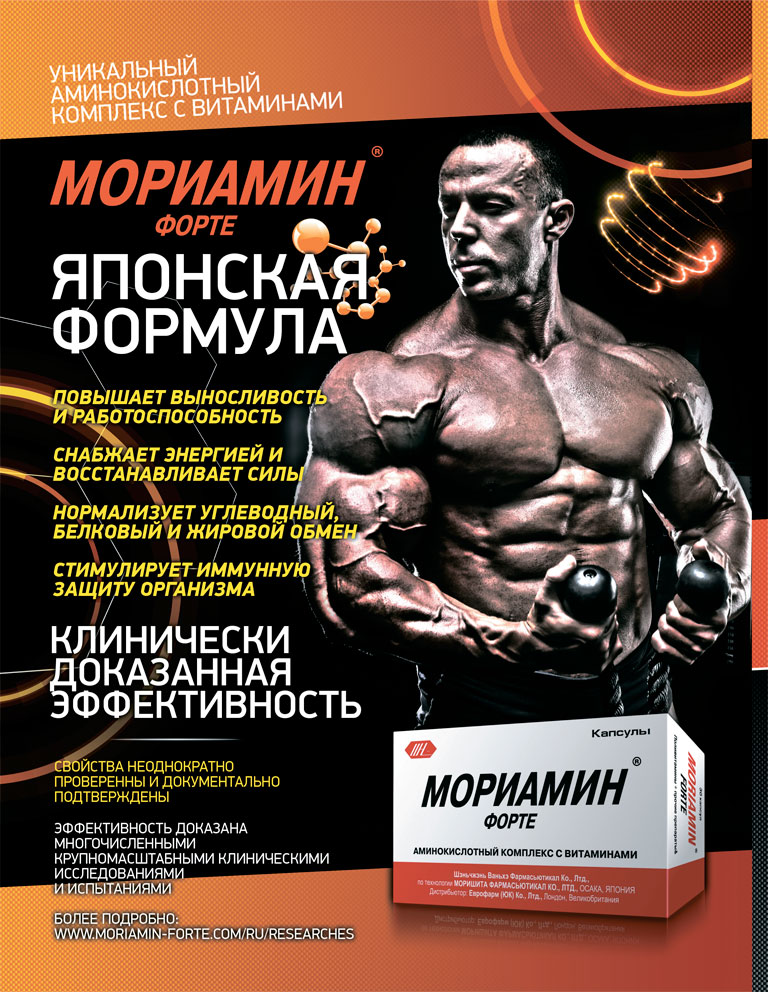 УНИКАЛЬНЫЙ
АМИНОКИСЛОТНЫЙ
КОМПЛЕКС С ВИТАМИНАМИ
МОРИАМИН®
ФОРТЕ
ЯПОНСКАЯ
ФОРМУЛА
ПОВЫШАЕТ ВЫНОСЛИВОСТЬ
И РАБОТОСПОСОБНОСТЬ
СНАБЖАЕТ ЭНЕРГИЕЙ И
ВОССТАНАВЛИВАЕТ СИЛЫ
НОРМАЛИЗУЕТ УГЛЕВОДНЫЙ,
БЕЛКОВЫЙ И ЖИРОВОЙ ОБМЕН
СТИМУЛИРУЕТ ИММУННУЮ
ЗАЩИТУ ОРГАНИЗМА
КЛИНИЧЕСКИ
ДОКАЗАННАЯ
ЭФФЕКТИВНОСТЬ
СВОЙСТВА НЕОДНОКРАТНО
ПРОВЕРЕННЫ И ДОКУМЕНТАЛЬНО
ПОДТВЕРЖДЕНЫ
ЭФФЕКТИВНОСТЬ ДОКАЗАНА
МНОГОЧИСЛЕННЫМИ
КРУПНОМАСШТАБНЫМИ КЛИНИЧЕСКИМИ
ИССЛЕДОВАНИЯМИ
И ИСПЫТАНИЯМИ
БОЛЕЕ ПОДРОБНО:
WWW.MORIAMIN-FORTE.COM/RU/RESEARCHES
Капсулы
МОРИАМИН®
ФОРТЕ
АМИНОКИСЛОТНЫЙ КОМПЛЕКС С ВИТАМИНАМИ
Шэньчжэнь Ваньхэ Фармасьютикал Ко., Лтд.,
по технологии МОРИШИТА ФАРМАСЬЮТИКАЛ КО., ЛТД., ОСАКА, ЯПОНИЯ
Дистрибьютор: Еврофарм (ЮК) Ко., Лтд., Лондон, Великобритания
MORIAMIN®
FORTE